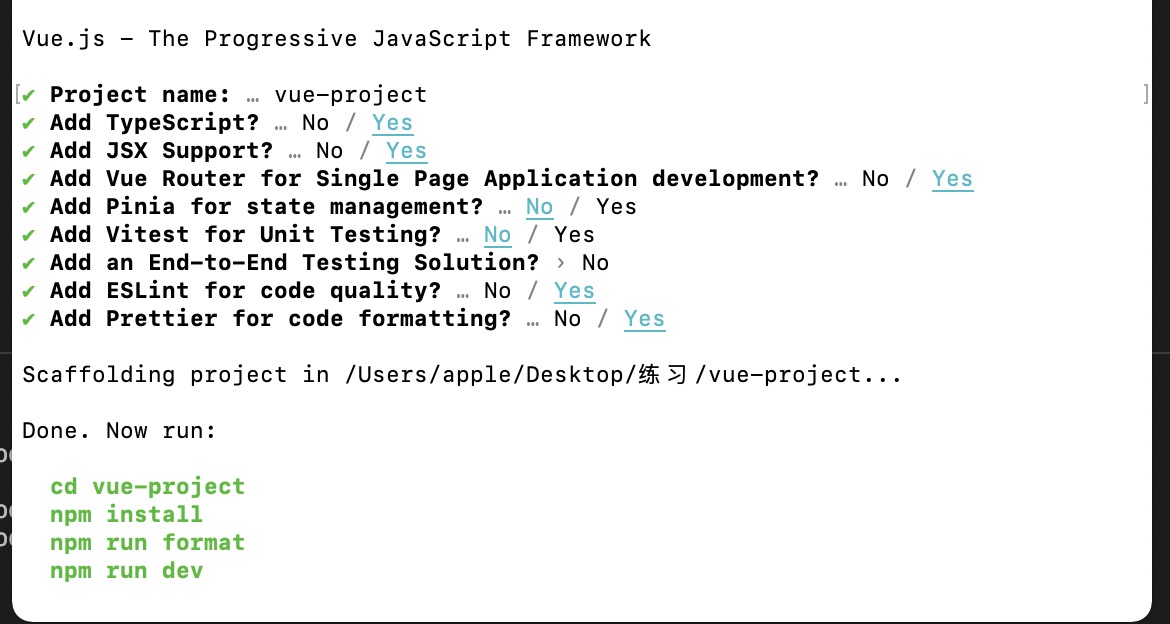 Vue.js – The Progressive JavaScript Framework
[✔ Project name: … vue-project ]
✔ Add TypeScript? … No / Yes
✔ Add JSX Support? … No / Yes
✔ Add Vue Router for Single Page Application development? … No / Yes
✔ Add Pinia for state management? … No / Yes
✔ Add Vitest for Unit Testing? … No / Yes
✔ Add an End-to-End Testing Solution? › No
✔ Add ESLint for code quality? … No / Yes
✔ Add Prettier for code formatting? … No / Yes
Scaffolding project in /Users/apple/Desktop/练习/vue-project...
Done. Now run:
cd vue-project
npm install
npm run format
npm run dev